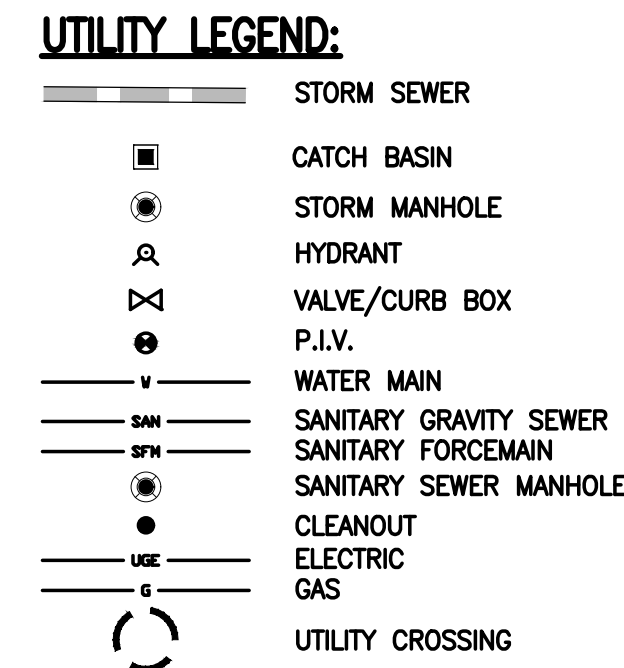 UTILITY LEGEND:
STORM SEWER
CATCH BASIN
STORM MANHOLE
HYDRANT
VALVE/CURB BOX
P.I.V.
W WATER MAIN
SAN SANITARY GRAVITY SEWER
SFM SANITARY FORCEMAIN
SANITARY SEWER MANHOLE
CLEANOUT
UGE ELECTRIC
G GAS
UTILITY CROSSING